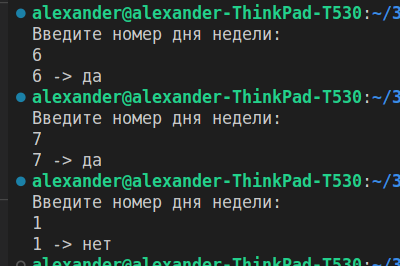 alexander@alexander-ThinkPad-T530:~/3
Введите номер дня недели:
6
6 -> да
alexander@alexander-ThinkPad-T530:~/3
Введите номер дня недели:
7
7 -> да
alexander@alexander-ThinkPad-T530:~/3
Введите номер дня недели:
1
1 -> нет
alexander@alexander-ThinkPad-T530:~/3